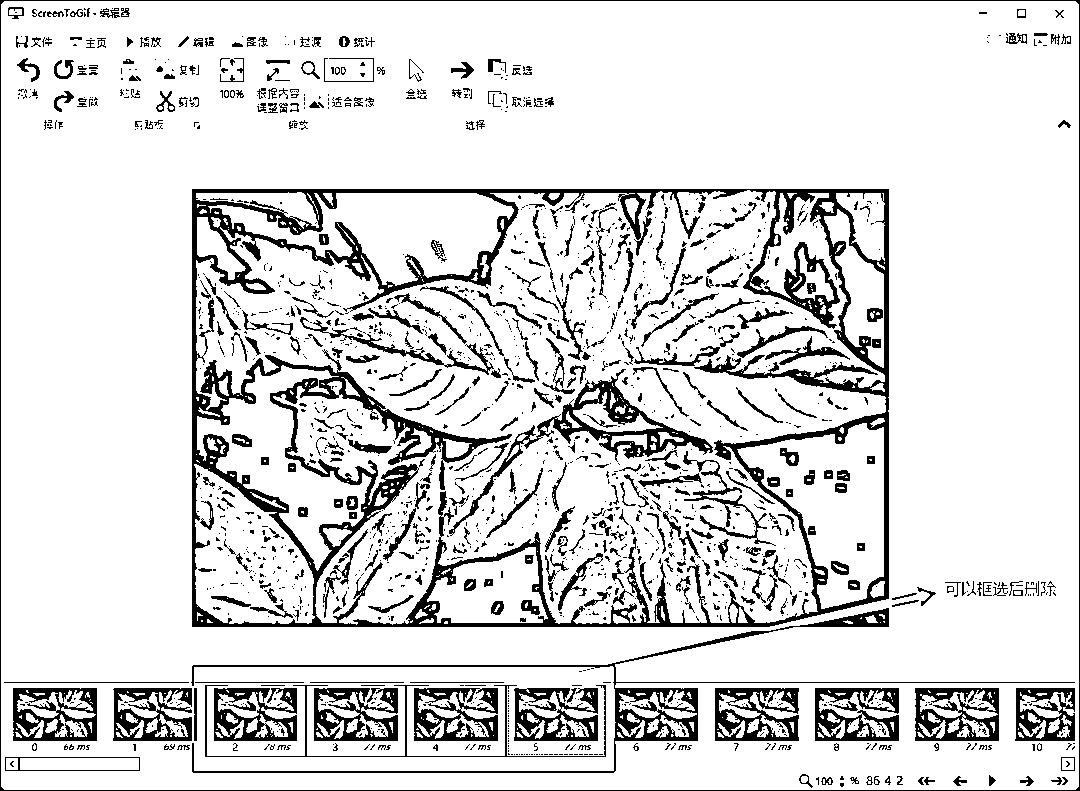 ScreenToGif - 编辑器
文件 主页 播放 编辑 图像 过渡 统计 通知 附加
撤消 重置 重做 操作
粘贴 复制 剪切 剪贴板
100% 根据内容调整窗口 100 % 适合图像 缩放
全选 转到 反选 取消选择 选择
可以框选后删除
0 66 ms 1 69 ms 2 78 ms 3 77 ms 4 77 ms 5 77 ms 6 77 ms 7 77 ms 8 77 ms 9 77 ms 10
100 % 86 4 2